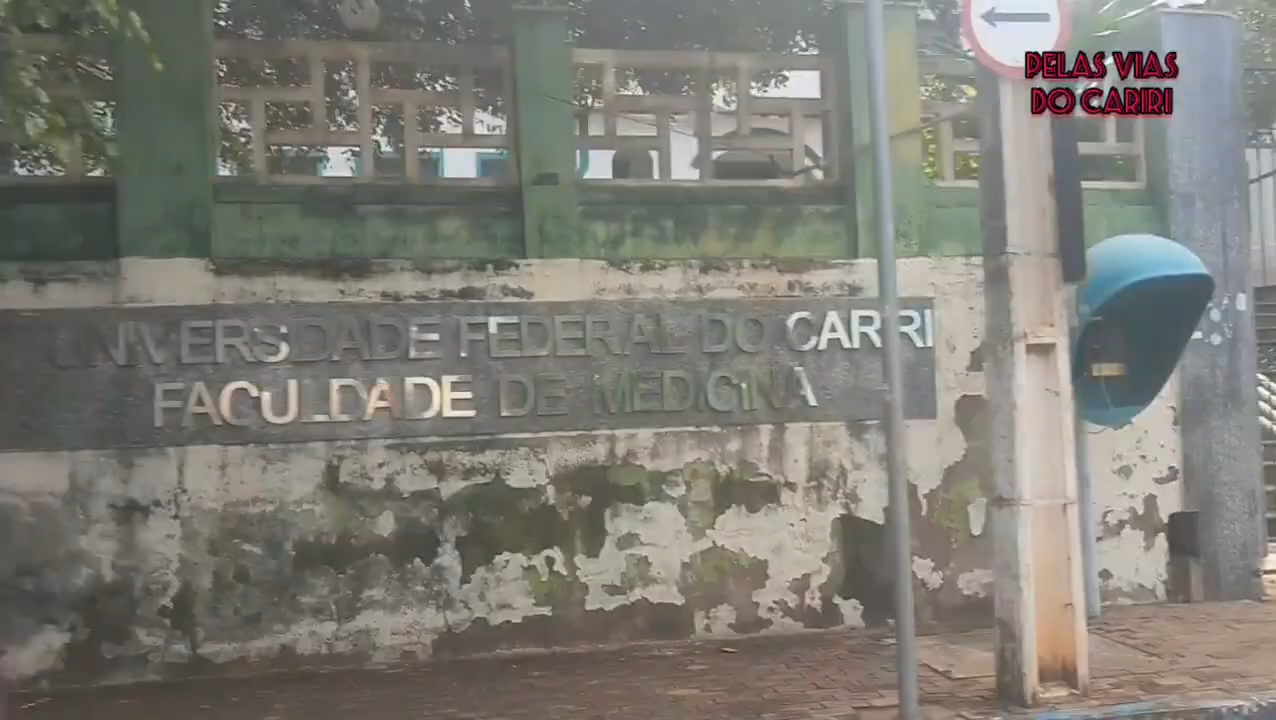 PELAS VIAS
DO CARIRI
UNIVERSIDADE FEDERAL DO CARIRI
FACULDADE DE MEDICINA